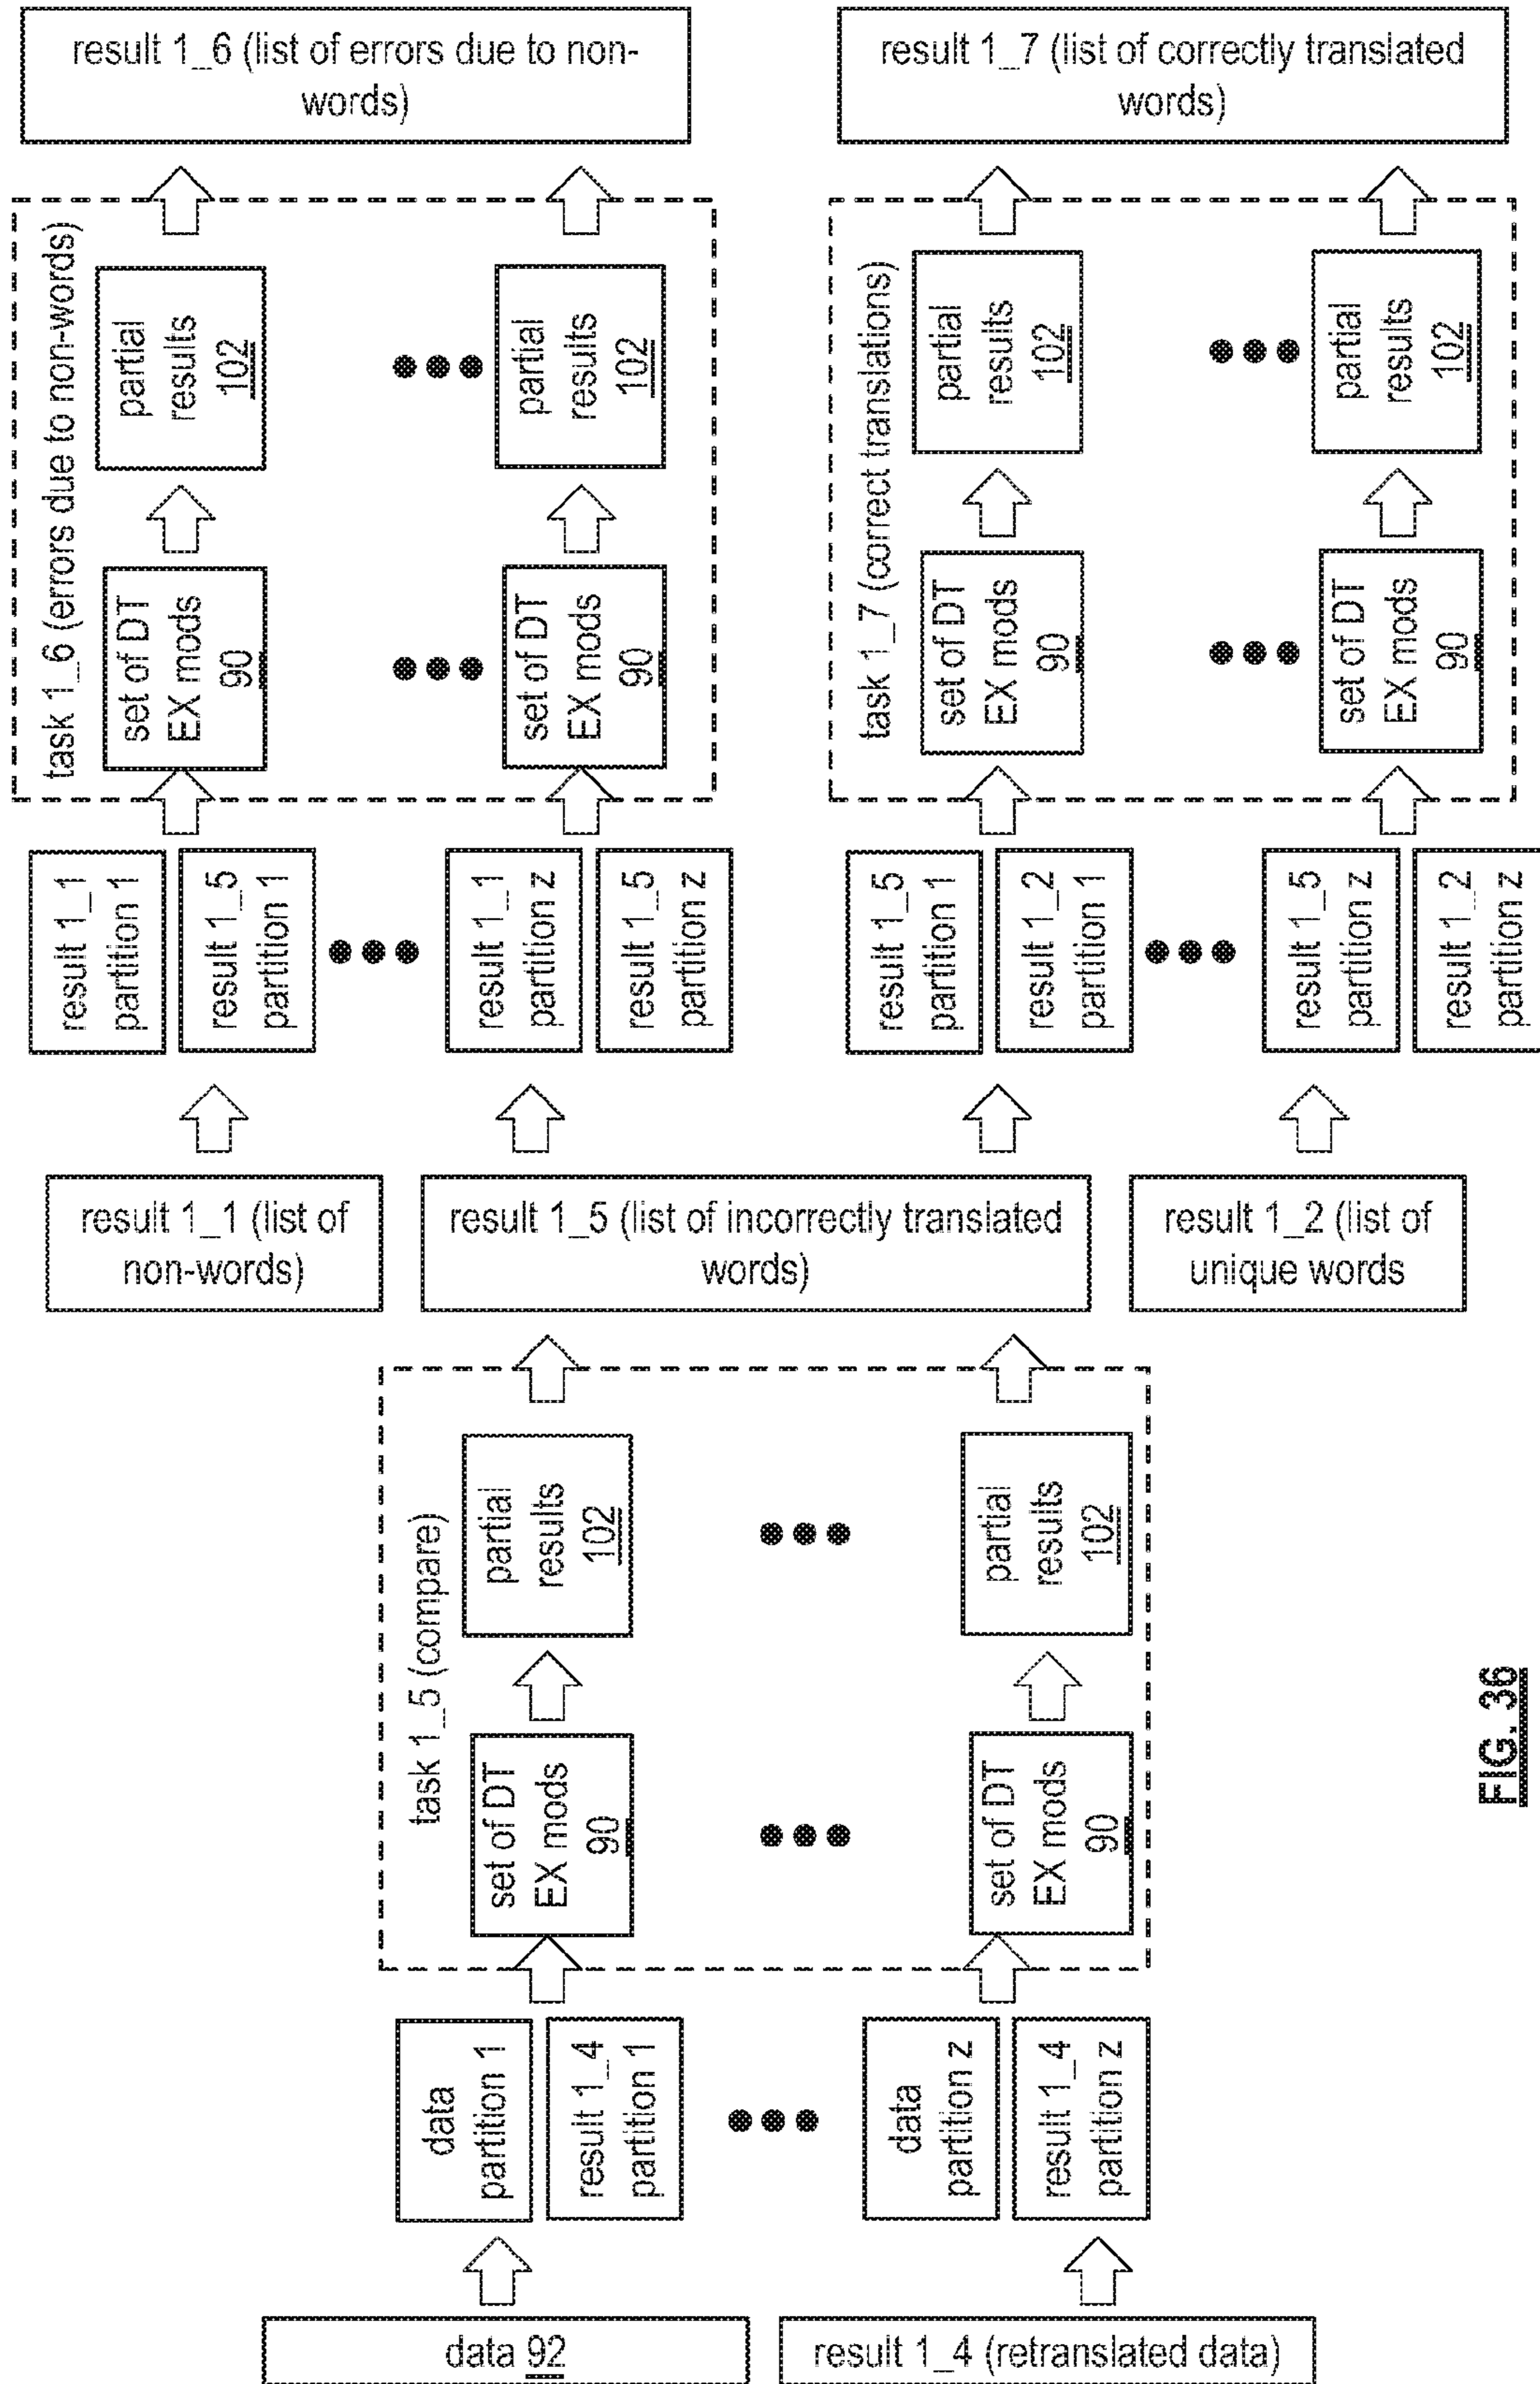 result 1_6 (list of errors due to non-
words)
result 1_7 (list of correctly translated
words)
task 1_6 (errors due to non-words)
partial
results
102
partial
results
102
set of DT
EX mods
90
set of DT
EX mods
90
task 1_7 (correct translations)
partial
results
102
partial
results
102
set of DT
EX mods
90
set of DT
EX mods
90
result 1_1
partition 1
result 1_5
partition 1
result 1_1
partition z
result 1_5
partition z
result 1_5
partition 1
result 1_2
partition 1
result 1_5
partition z
result 1_2
partition z
result 1_1 (list of
non-words)
result 1_5 (list of incorrectly translated
words)
result 1_2 (list of
unique words
task 1_5 (compare)
partial
results
102
partial
results
102
set of DT
EX mods
90
set of DT
EX mods
90
data
partition 1
result 1_4
partition 1
data
partition z
result 1_4
partition z
data 92
result 1_4 (retranslated data)
FIG. 36